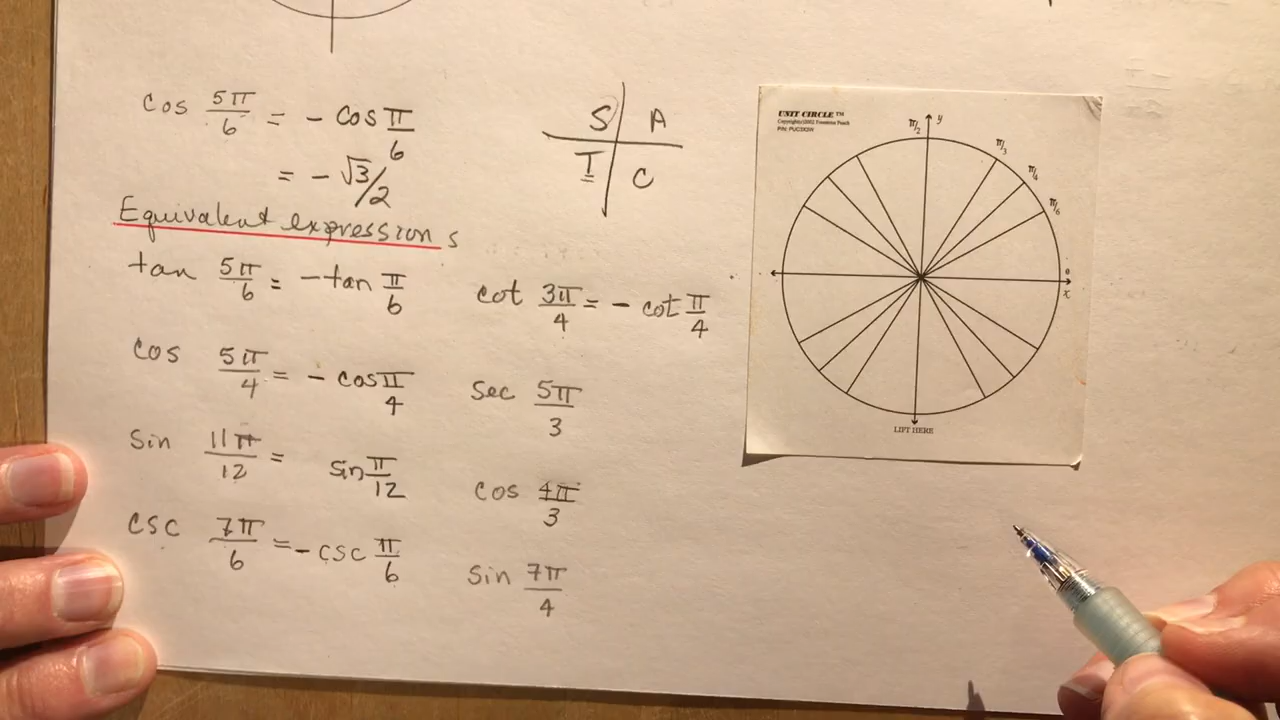 cos 5π/6 = - cos π/6
= - √3/2
S A
T C
Equivalent expressions
tan 5π/6 = -tan π/6
cos 5π/4 = - cos π/4
sin 11π/12 = sin π/12
csc 7π/6 = - csc π/6
cot 3π/4 = - cot π/4
sec 5π/3
cos 4π/3
sin 7π/4
UNIT CIRCLE™
π/2 y
π/3
π/4
π/6
0
x
LIFT HERE